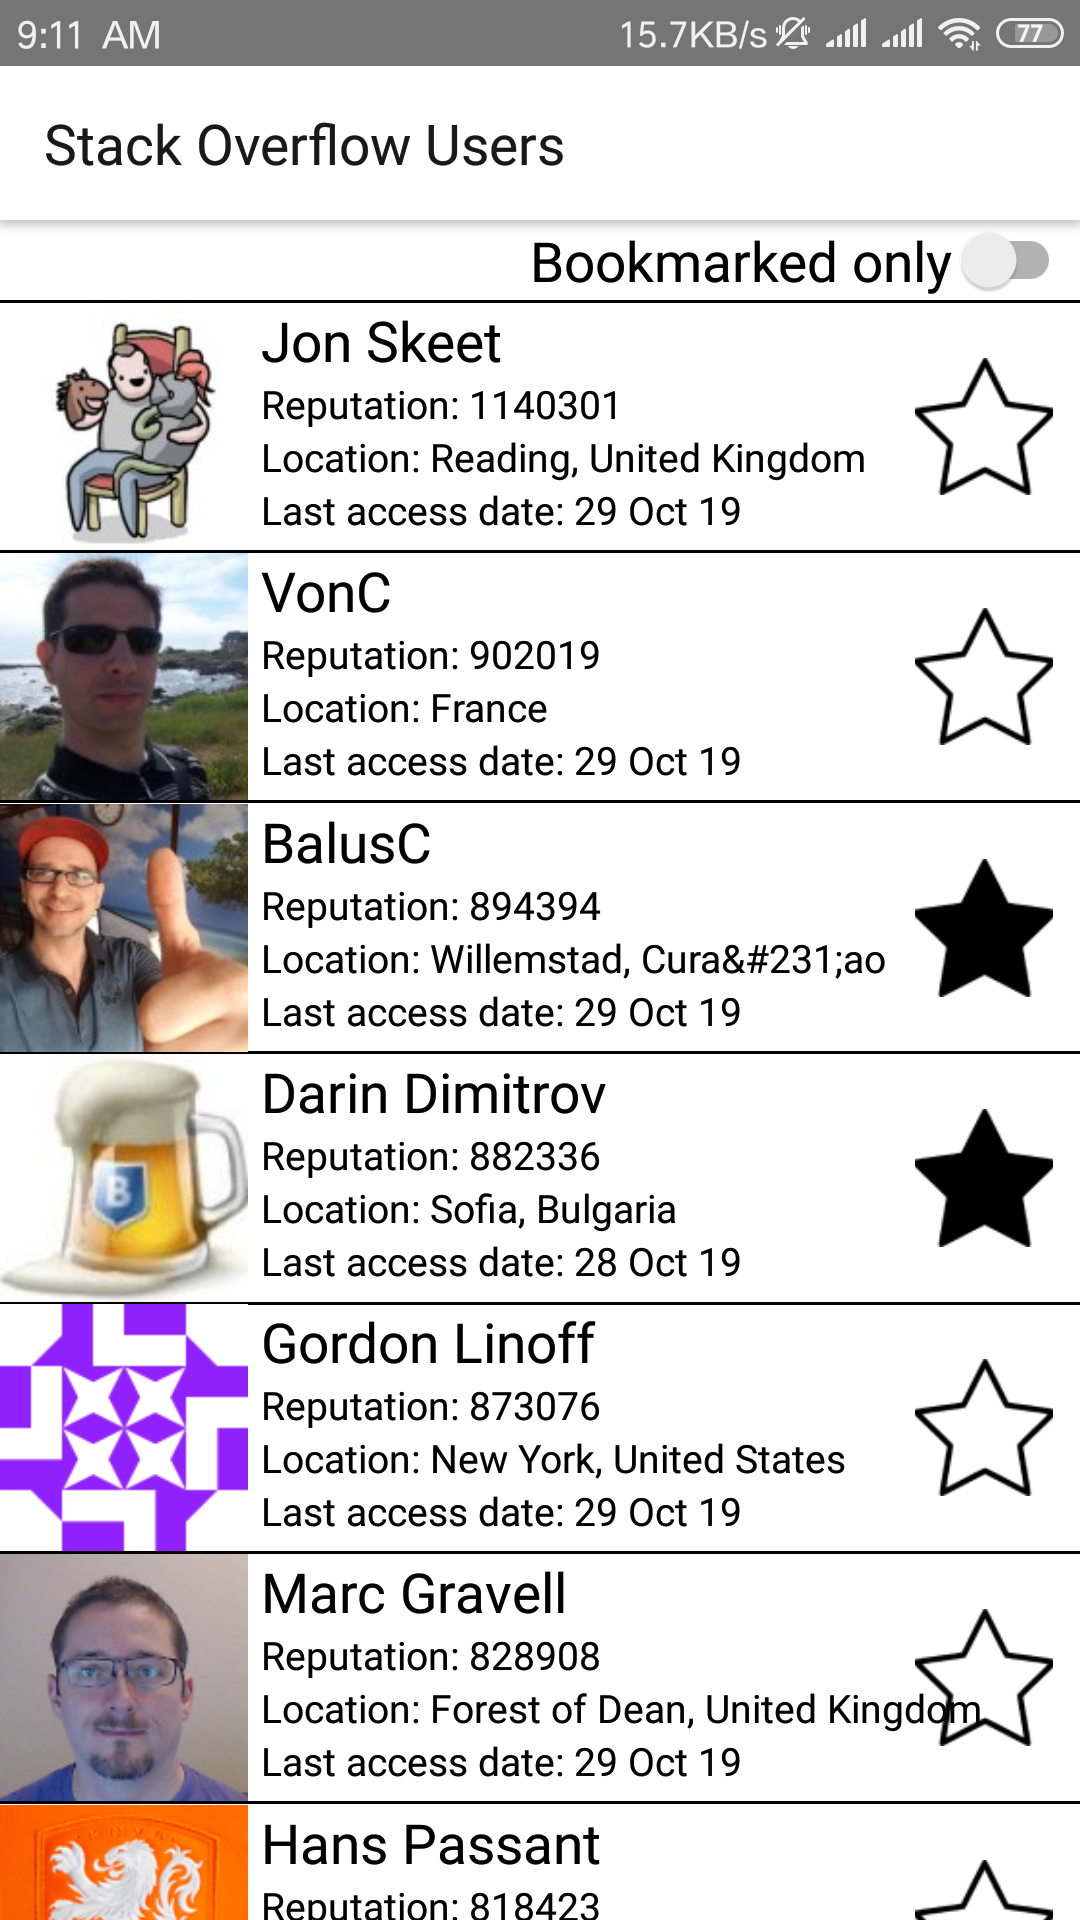 9:11 AM 15.7KB/s 77
Stack Overflow Users
Bookmarked only
Jon Skeet
Reputation: 1140301
Location: Reading, United Kingdom
Last access date: 29 Oct 19
VonC
Reputation: 902019
Location: France
Last access date: 29 Oct 19
BalusC
Reputation: 894394
Location: Willemstad, Cura&#231;ao
Last access date: 29 Oct 19
B
Darin Dimitrov
Reputation: 882336
Location: Sofia, Bulgaria
Last access date: 28 Oct 19
Gordon Linoff
Reputation: 873076
Location: New York, United States
Last access date: 29 Oct 19
Marc Gravell
Reputation: 828908
Location: Forest of Dean, United Kingdom
Last access date: 29 Oct 19
Hans Passant
Reputation: 818423